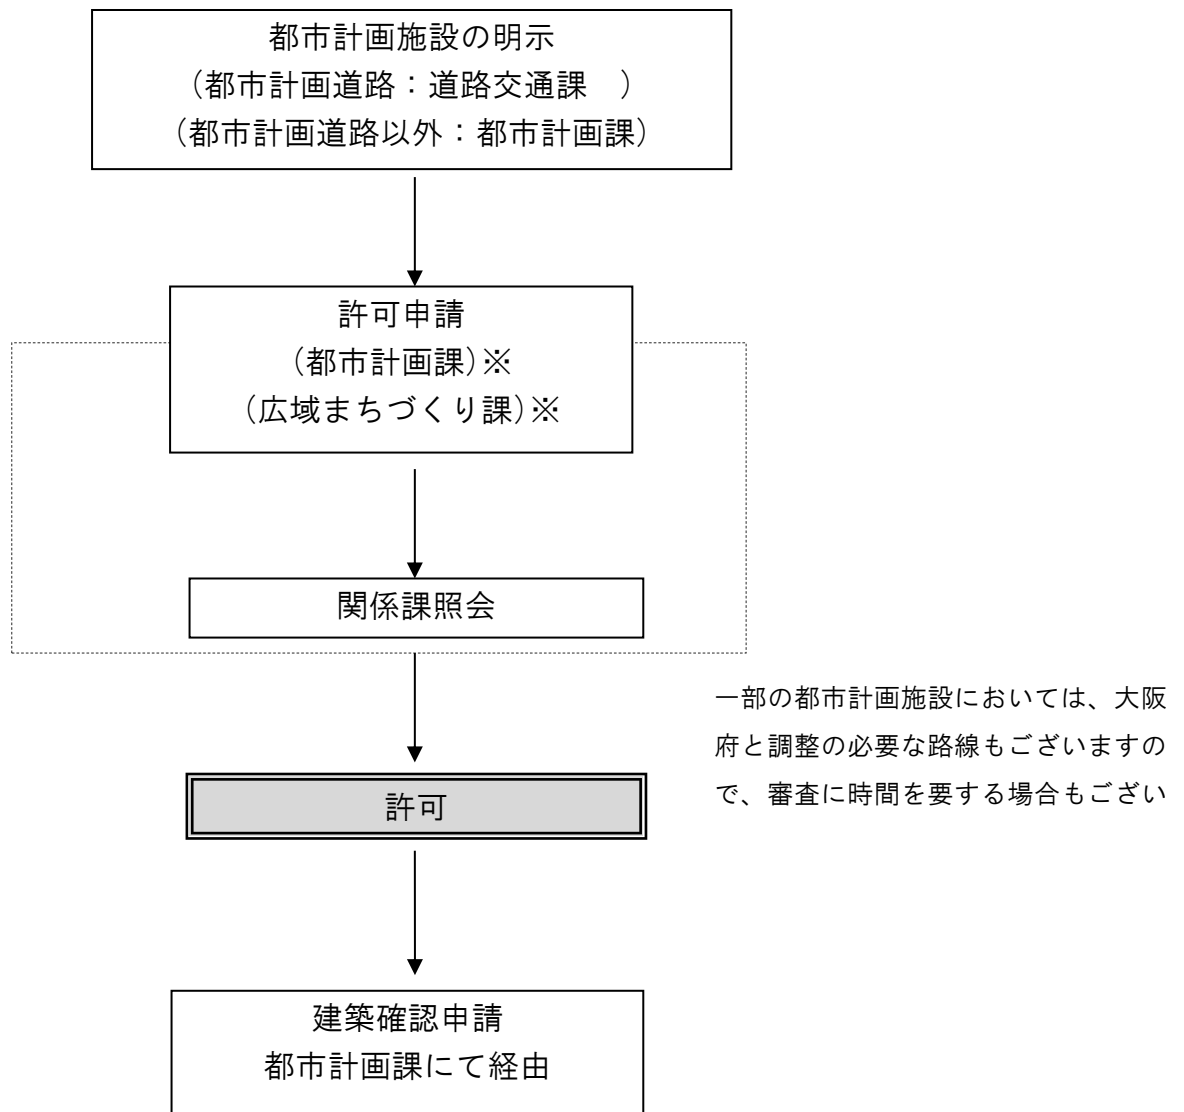 都市計画施設の明示
（都市計画道路：道路交通課　）
（都市計画道路以外：都市計画課）
許可申請
（都市計画課）※
（広域まちづくり課）※
関係課照会
一部の都市計画施設においては、大阪
府と調整の必要な路線もございますの
で、審査に時間を要する場合もござい
許可
建築確認申請
都市計画課にて経由